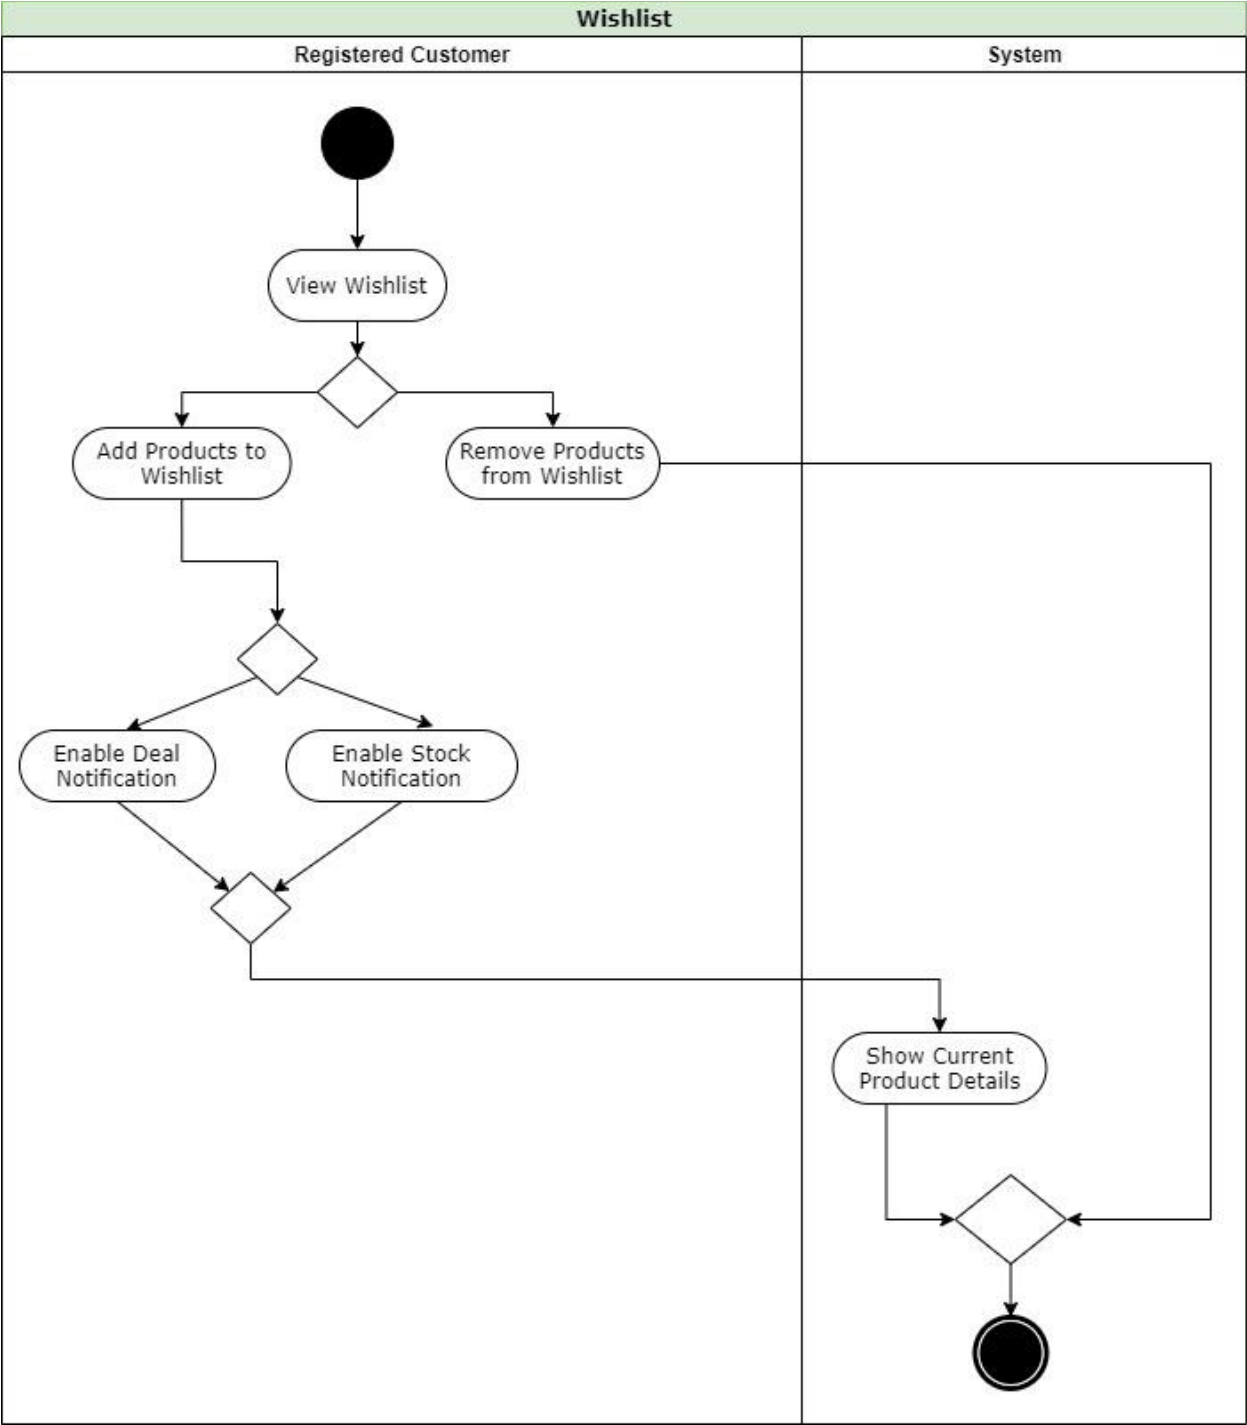 Wishlist
Registered Customer
System
View Wishlist
Add Products to
Wishlist
Remove Products
from Wishlist
Enable Deal
Notification
Enable Stock
Notification
Show Current
Product Details